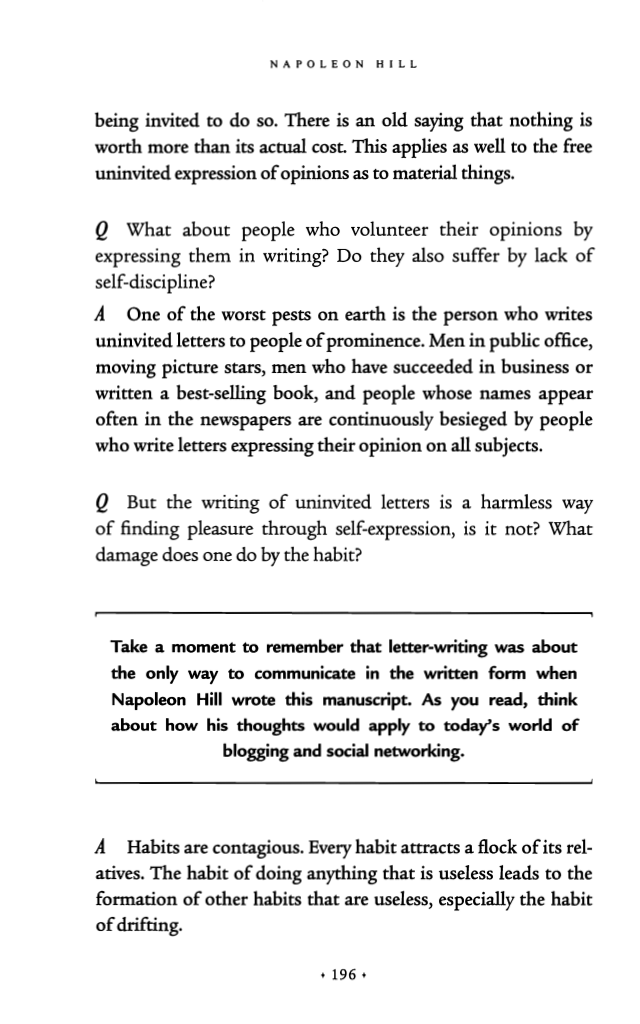 NAPOLEON HILL
being invited to do so. There is an old saying that nothing is
worth more than its actual cost. This applies as well to the free
uninvited expression of opinions as to material things.
Q What about people who volunteer their opinions by
expressing them in writing? Do they also suffer by lack of
self-discipline?
A One of the worst pests on earth is the person who writes
uninvited letters to people of prominence. Men in public office,
moving picture stars, men who have succeeded in business or
written a best-selling book, and people whose names appear
often in the newspapers are continuously besieged by people
who write letters expressing their opinion on all subjects.
Q But the writing of uninvited letters is a harmless way
of finding pleasure through self-expression, is it not? What
damage does one do by the habit?
Take a moment to remember that letter-writing was about
the only way to communicate in the written form when
Napoleon Hill wrote this manuscript. As you read, think
about how his thoughts would apply to today's world of
blogging and social networking.
A Habits are contagious. Every habit attracts a flock of its rel-
atives. The habit of doing anything that is useless leads to the
formation of other habits that are useless, especially the habit
of drifting.
• 196 •